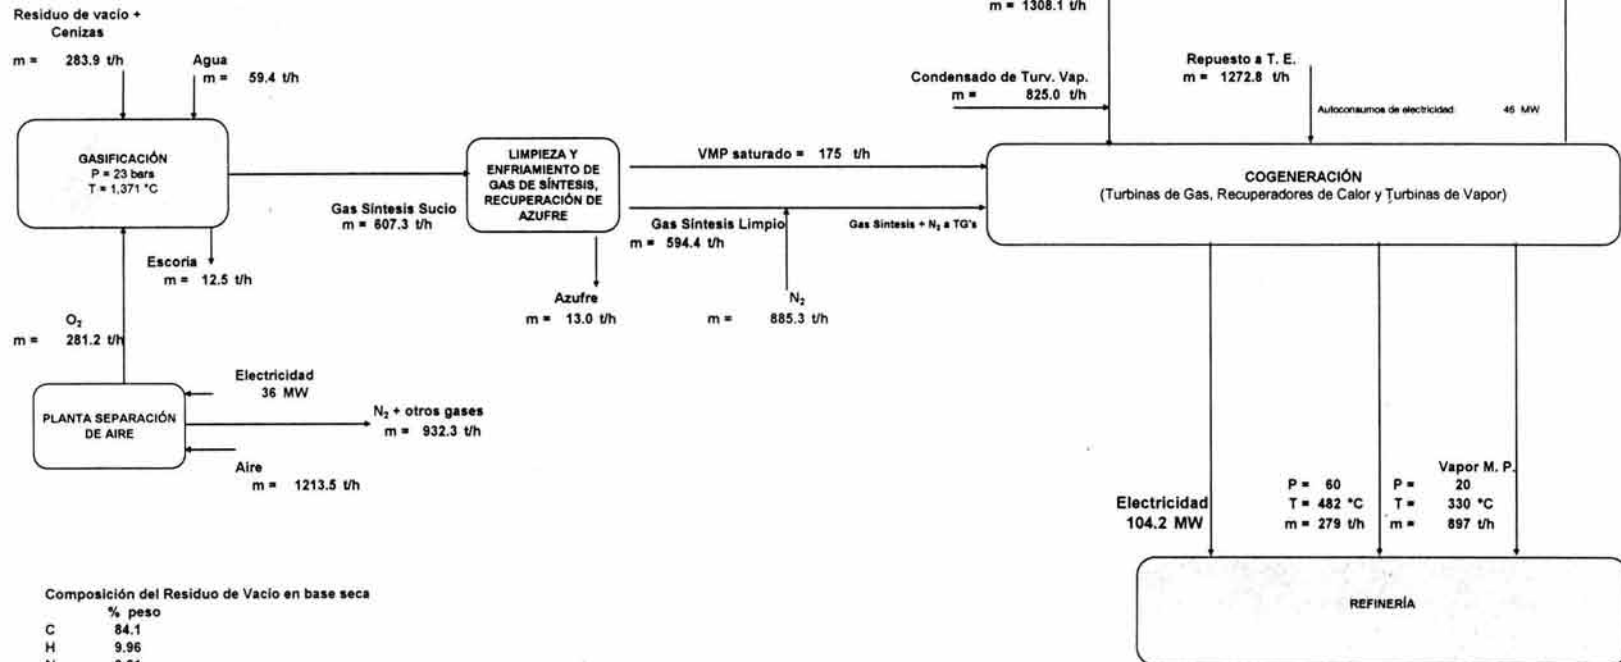 m = 1308.1 t/h
Residuo de vacío +
Cenizas
m = 283.9 t/h
Agua
m = 59.4 t/h
Condensado de Turv. Vap.
m = 825.0 t/h
Repuesto a T. E.
m = 1272.8 t/h
Autoconsumos de electricidad 46 MW
GASIFICACIÓN
P = 23 bars
T = 1,371 °C
LIMPIEZA Y
ENFRIAMIENTO DE
GAS DE SÍNTESIS,
RECUPERACIÓN DE
AZUFRE
VMP saturado = 175 t/h
COGENERACIÓN
(Turbinas de Gas, Recuperadores de Calor y Turbinas de Vapor)
Gas Síntesis Sucio
m = 607.3 t/h
Gas Síntesis Limpio
m = 594.4 t/h
Gas Síntesis + N₂ a TG's
Escoria
m = 12.5 t/h
Azufre
m = 13.0 t/h
N₂
m = 885.3 t/h
O₂
m = 281.2 t/h
Electricidad
36 MW
PLANTA SEPARACIÓN
DE AIRE
N₂ + otros gases
m = 932.3 t/h
Aire
m = 1213.5 t/h
Electricidad
104.2 MW
P = 60
T = 482 °C
m = 279 t/h
Vapor M. P.
P = 20
T = 330 °C
m = 897 t/h
REFINERÍA
Composición del Residuo de Vacío en base seca
% peso
C 84.1
H 9.96